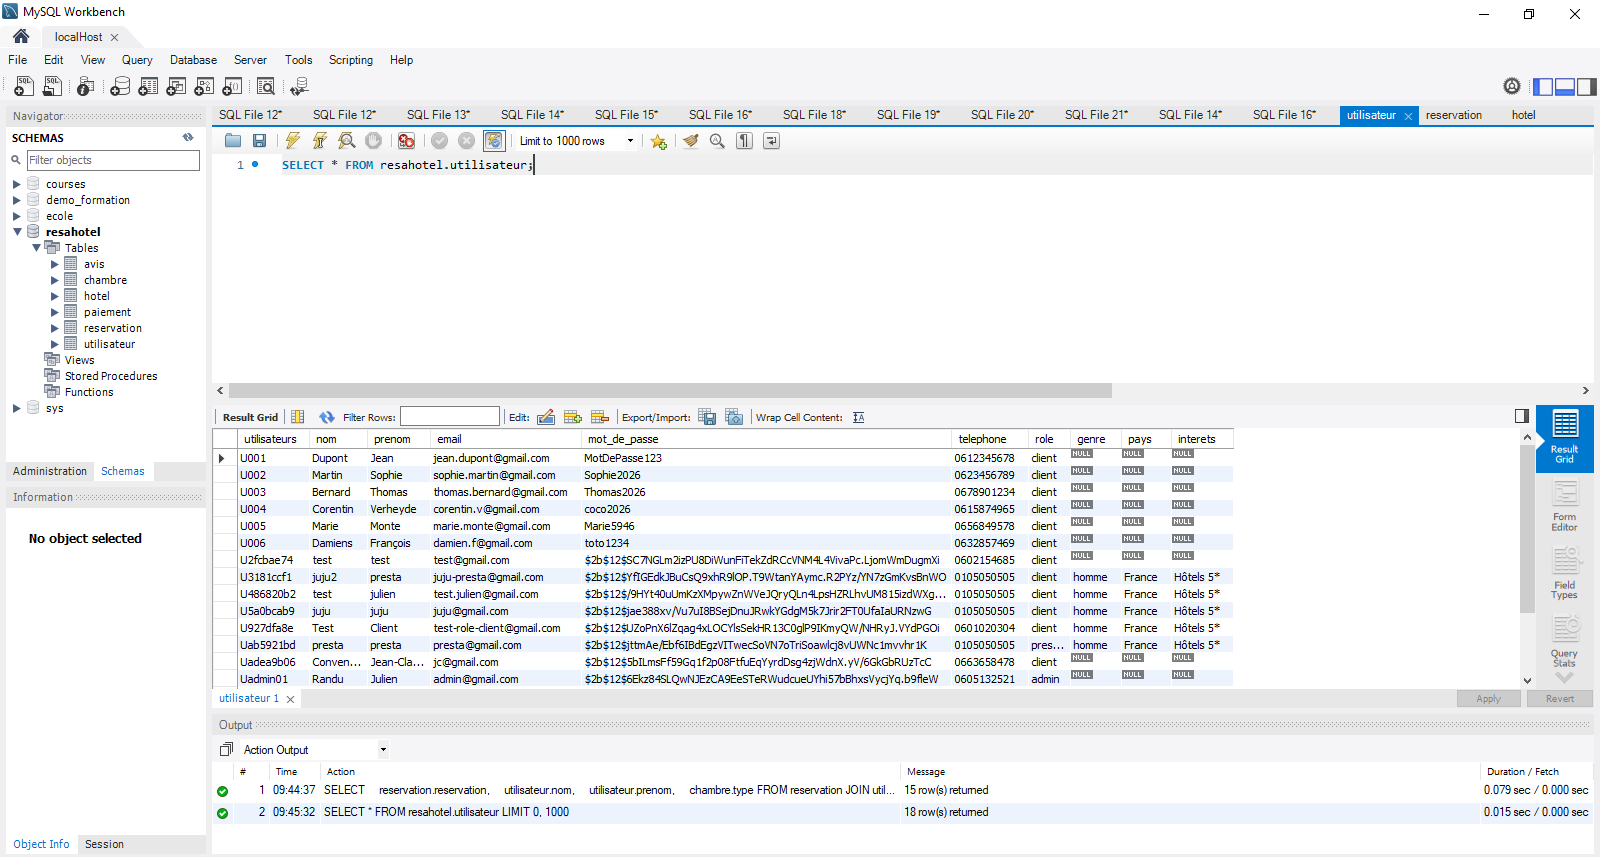 MySQL Workbench
localHost
File Edit View Query Database Server Tools Scripting Help
Navigator
SCHEMAS
Filter objects
courses
demo_formation
ecole
resahotel
Tables
avis
chambre
hotel
paiement
reservation
utilisateur
Views
Stored Procedures
Functions
sys
Administration Schemas
Information
No object selected
Object Info Session
SQL File 12* SQL File 12* SQL File 13* SQL File 14* SQL File 15* SQL File 16* SQL File 18* SQL File 19* SQL File 20* SQL File 21* SQL File 14* SQL File 16* utilisateur reservation hotel
Limit to 1000 rows
1 SELECT * FROM resahotel.utilisateur;
Result Grid Filter Rows: Edit: Export/Import: Wrap Cell Content:
utilisateurs nom prenom email mot_de_passe telephone role genre pays interets
U001 Dupont Jean jean.dupont@gmail.com MotDePasse123 0612345678 client NULL NULL NULL
U002 Martin Sophie sophie.martin@gmail.com Sophie2026 0623456789 client NULL NULL NULL
U003 Bernard Thomas thomas.bernard@gmail.com Thomas2026 0678901234 client NULL NULL NULL
U004 Corentin Verheyde corentin.v@gmail.com coco2026 0615874965 client NULL NULL NULL
U005 Marie Monte marie.monte@gmail.com Marie5946 0656849578 client NULL NULL NULL
U006 Damiens François damien.f@gmail.com toto1234 0632857469 client NULL NULL NULL
U2fcbae74 test test test@gmail.com $2b$12$SC7NGLm2izPU8DiWunFiTekZdRCcVNM4L4VivaPc.LjomWmDugmXi 0602154685 client NULL NULL NULL
U3181ccf1 juju2 presta juju-presta@gmail.com $2b$12$YfIGEdkJBuCsQ9xhR9lOP.T9WtanYAymc.R2PYz/YN7zGmKvsBnWO 0105050505 client homme France Hôtels 5*
U486820b2 test julien test.julien@gmail.com $2b$12$/9HYt40uUmKzXMpywZnWVeJQryQLn4LpsHZRLhvUM815izdWXg... 0105050505 client homme France Hôtels 5*
U5a0bcab9 juju juju juju@gmail.com $2b$12$jae388xv/Vu7uI8BSejDnuJRwkYGdgM5k7Jrir2FT0UfaIaURNzwG 0105050505 client homme France Hôtels 5*
U927dfa8e Test Client test-role-client@gmail.com $2b$12$UZoPnX6lZqag4xLOCYlsSekHR13C0glP9IKmyQW/NHRyJ.VYdPGOi 0601020304 client homme France Hôtels 5*
Uab5921bd presta presta presta@gmail.com $2b$12$jttmAe/Ebf6IBdEgzVITwecSoVN7oTriSoawlcj8vUWNc1mvvhr1K 0105050505 pres... homme France Hôtels 5*
Uadea9b06 Conven... Jean-Cla... jc@gmail.com $2b$12$5bILmsFf59Gq1f2p08FtfuEqYyrdDsg4zjWdnX.yV/6GkGbRUzTcC 0663658478 client NULL NULL NULL
Uadmin01 Randu Julien admin@gmail.com $2b$12$6Ekz84SLQwNJEzCA9EeSTeRWudcueUYhi57bBhxsVycjYq.b9fleW 0605132521 admin NULL NULL NULL
Result Grid
Form Editor
Field Types
Query Stats
utilisateur 1 Apply Revert
Output
Action Output
# Time Action Message Duration / Fetch
1 09:44:37 SELECT reservation.reservation, utilisateur.nom, utilisateur.prenom, chambre.type FROM reservation JOIN util... 15 row(s) returned 0.079 sec / 0.000 sec
2 09:45:32 SELECT * FROM resahotel.utilisateur LIMIT 0, 1000 18 row(s) returned 0.015 sec / 0.000 sec